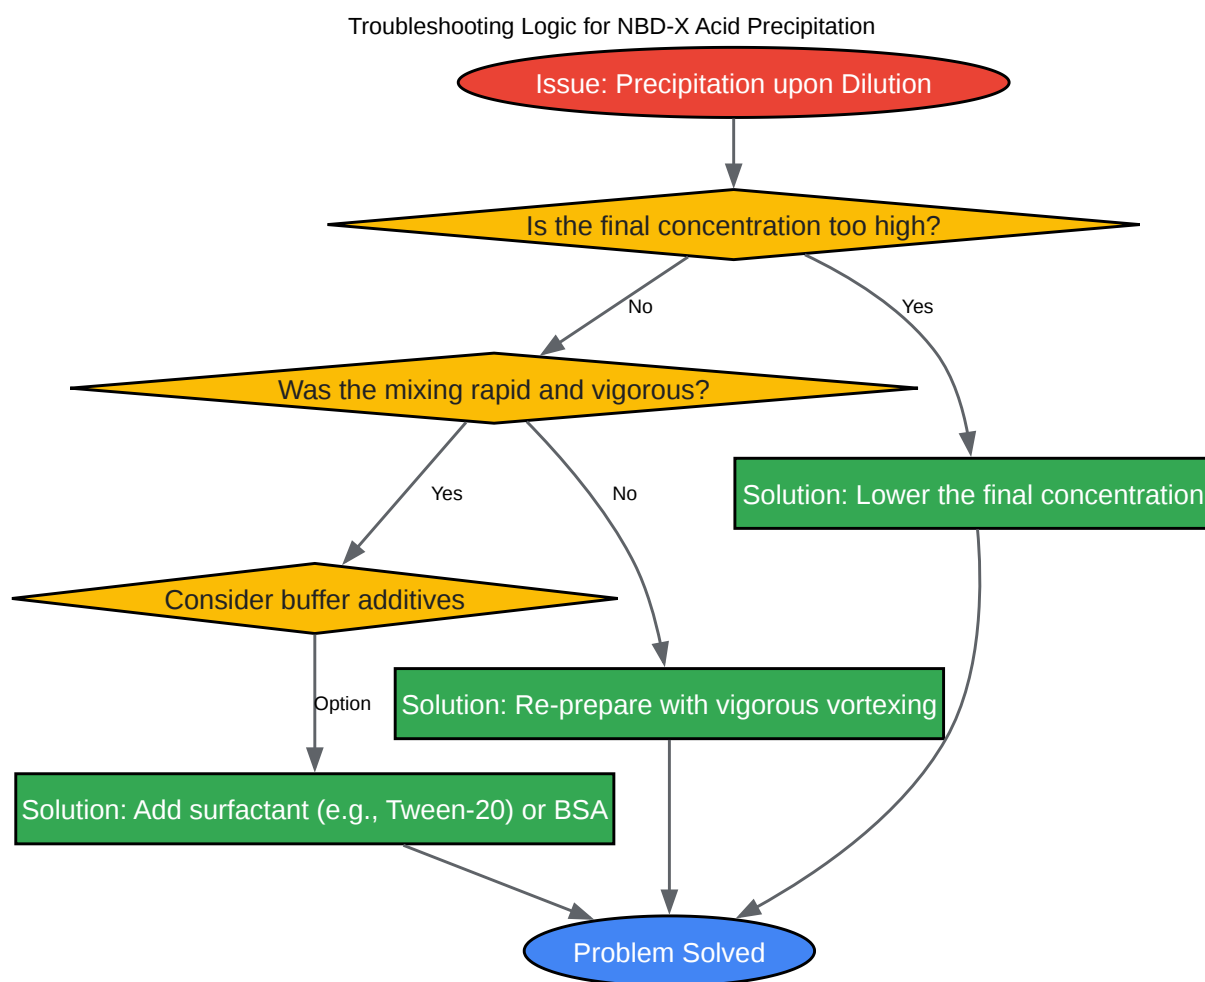 Troubleshooting Logic for NBD-X Acid Precipitation
Issue: Precipitation upon Dilution
Is the final concentration too high?
No
Yes
Was the mixing rapid and vigorous?
Yes
No
Solution: Lower the final concentration
Consider buffer additives
Option
Solution: Re-prepare with vigorous vortexing
Solution: Add surfactant (e.g., Tween-20) or BSA
Problem Solved